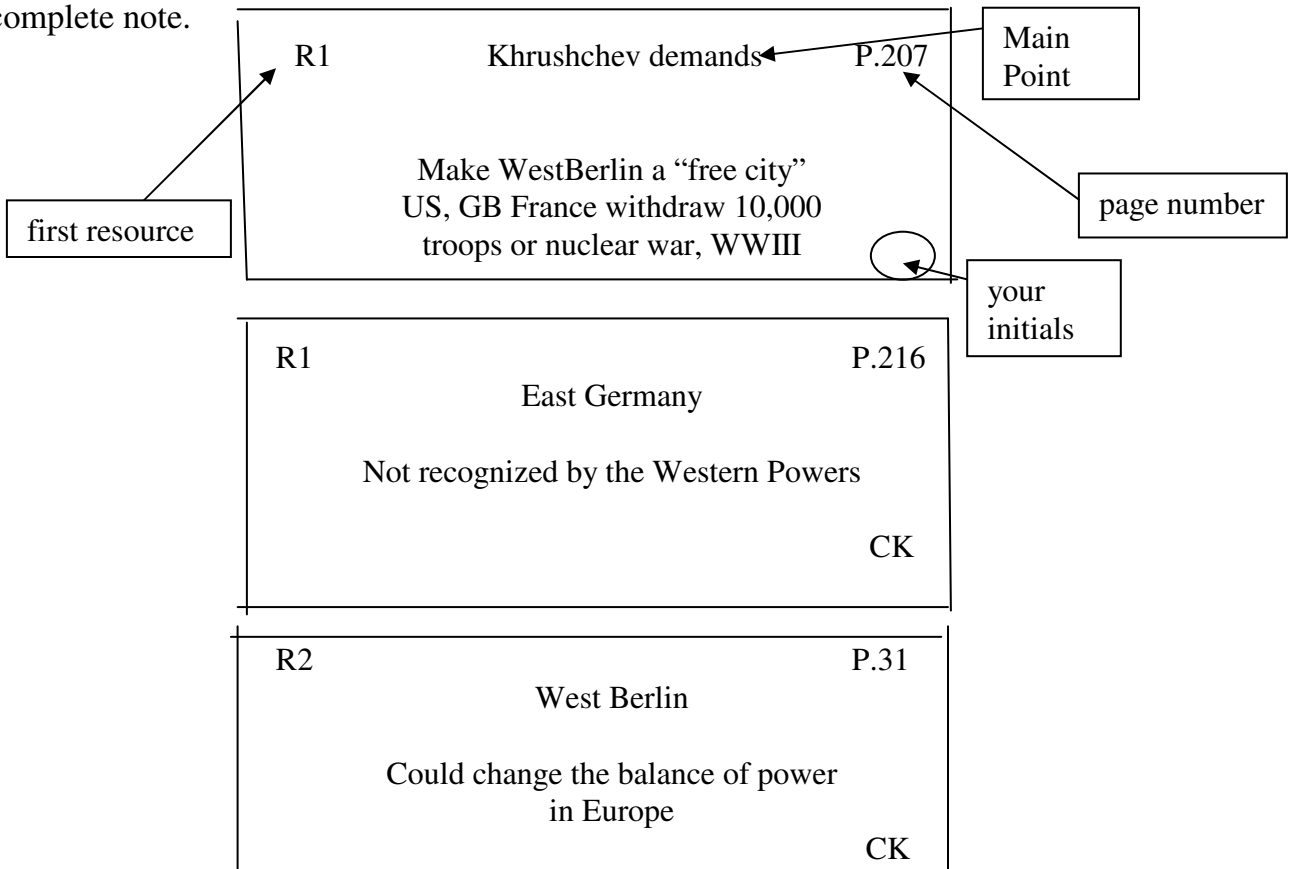 complete note.
R1 Khrushchev demands P.207
Main
Point
Make WestBerlin a “free city”
US, GB France withdraw 10,000
troops or nuclear war, WWIII
first resource
page number
your
initials
R1 P.216
East Germany
Not recognized by the Western Powers
CK
R2 P.31
West Berlin
Could change the balance of power
in Europe
CK